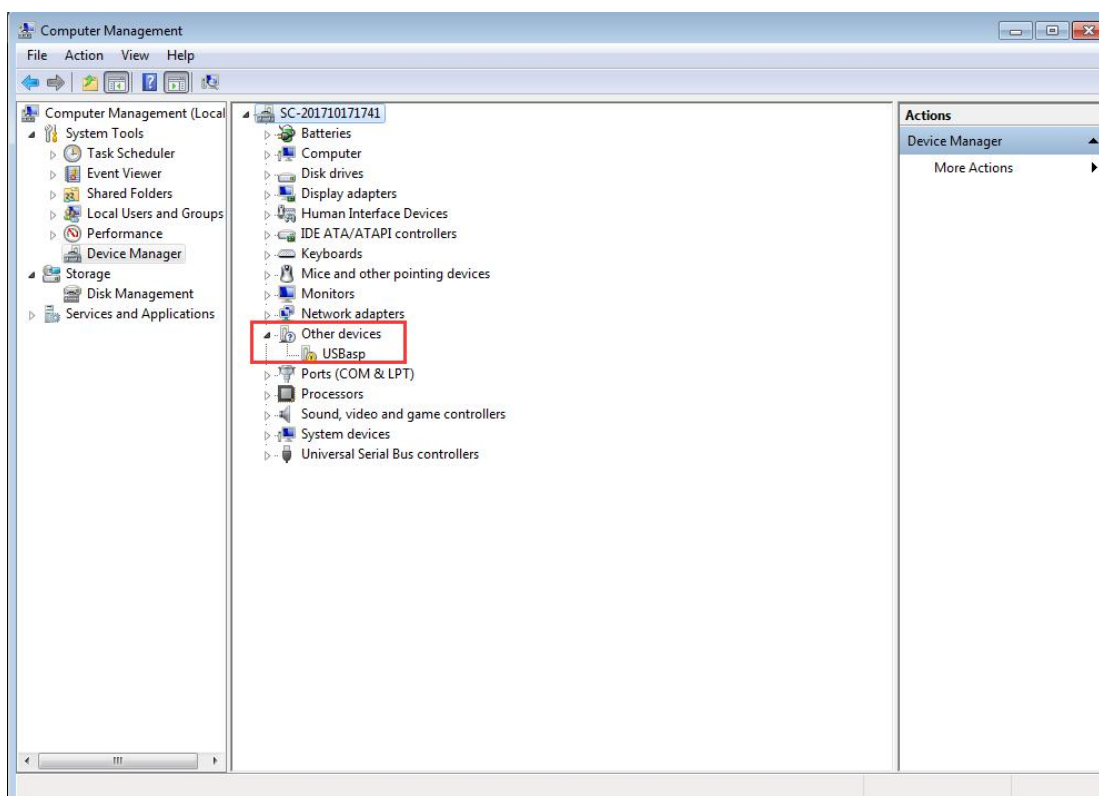 Computer Management
File Action View Help
Computer Management (Local
System Tools
Task Scheduler
Event Viewer
Shared Folders
Local Users and Groups
Performance
Device Manager
Storage
Disk Management
Services and Applications
SC-201710171741
Batteries
Computer
Disk drives
Display adapters
Human Interface Devices
IDE ATA/ATAPI controllers
Keyboards
Mice and other pointing devices
Monitors
Network adapters
Other devices
USBasp
Ports (COM & LPT)
Processors
Sound, video and game controllers
System devices
Universal Serial Bus controllers
Actions
Device Manager
More Actions